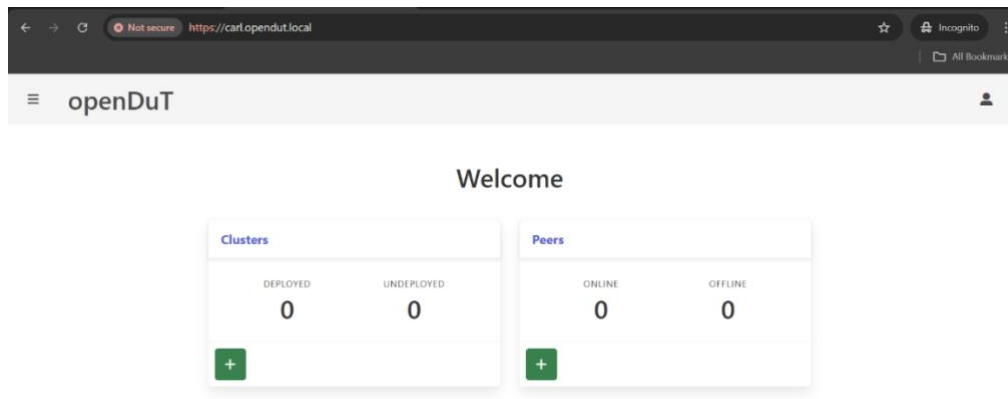 Not secure https://carl.opendut.local Incognito
All Bookmark
openDuT
Welcome
Clusters Peers
DEPLOYED UNDEPLOYED ONLINE OFFLINE
0 0 0 0
+ +